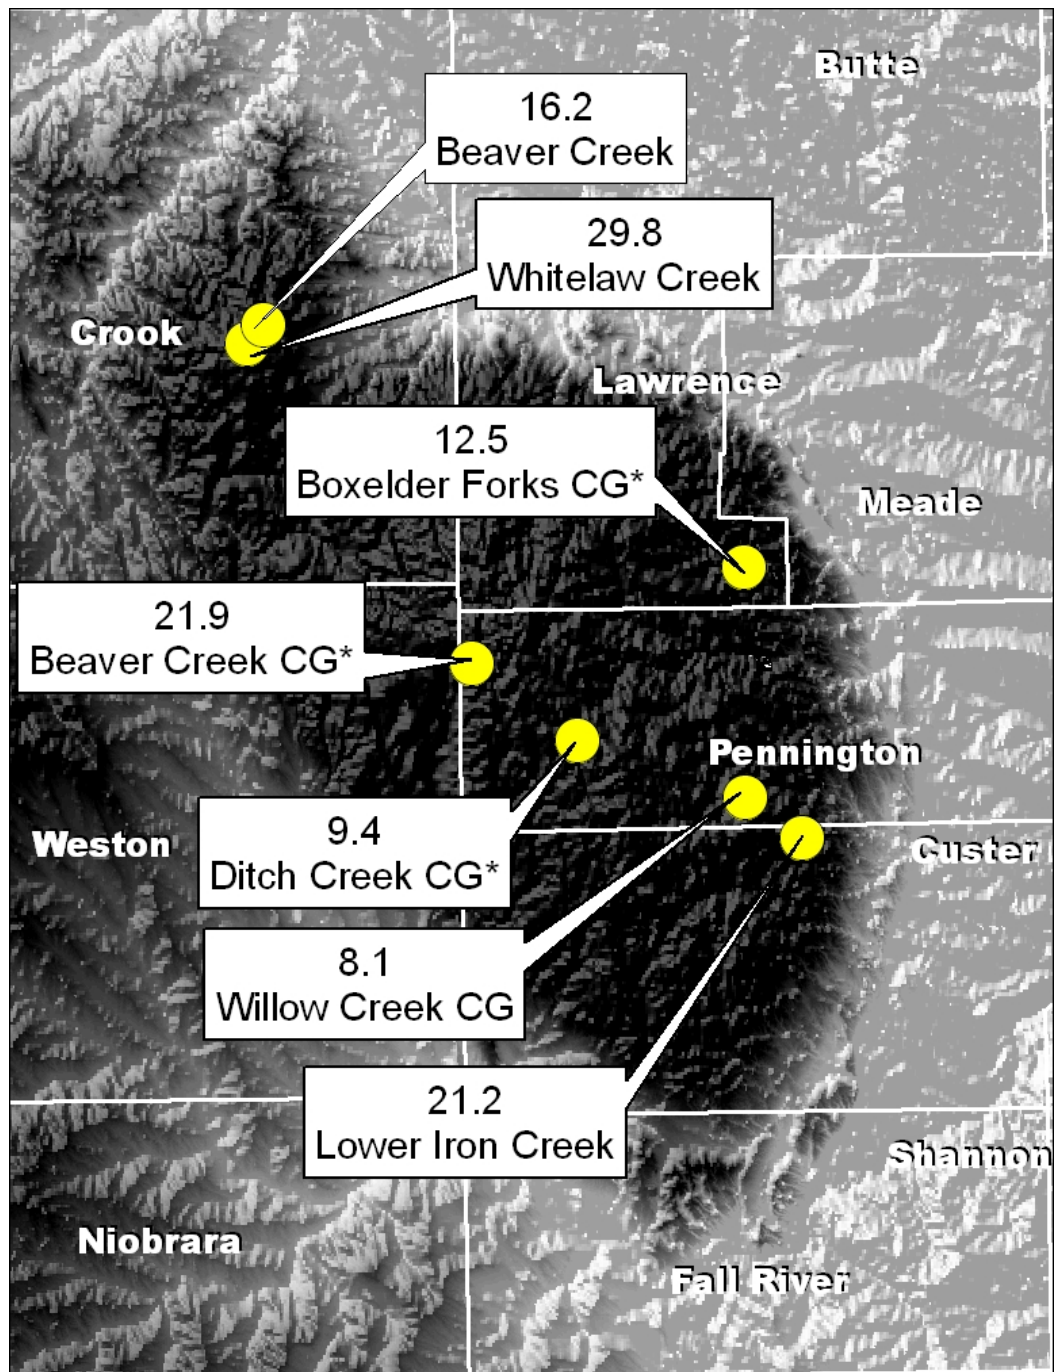 Butte
16.2
Beaver Creek
29.8
Whitelaw Creek
Crook
Lawrence
12.5
Boxelder Forks CG*
Meade
21.9
Beaver Creek CG*
Pennington
9.4
Ditch Creek CG*
Weston
Custer
8.1
Willow Creek CG
21.2
Lower Iron Creek
Shannon
Niobrara
Fall River